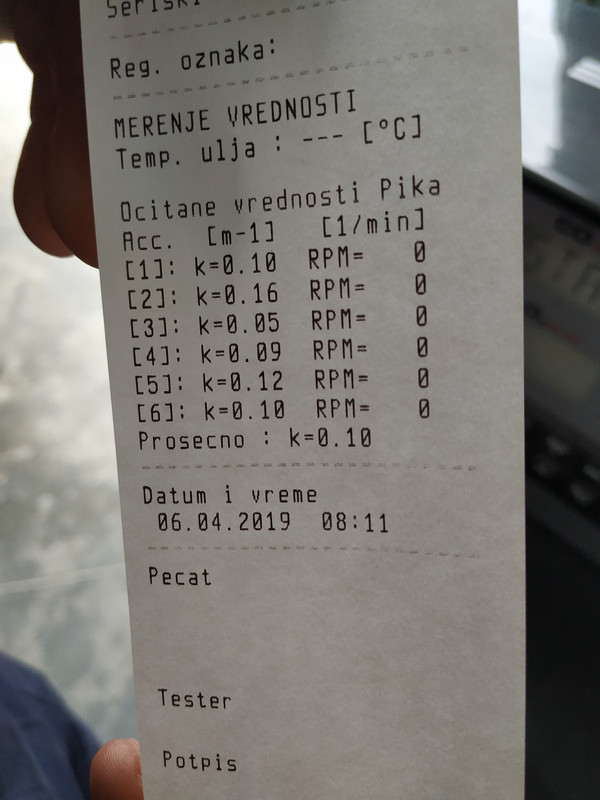 Seriski
Reg. oznaka:
MERENJE VREDNOSTI
Temp. ulja : --- [°C]
Ocitane vrednosti Pika
Acc. [m-1] [1/min]
[1]: k=0.10 RPM= 0
[2]: k=0.16 RPM= 0
[3]: k=0.05 RPM= 0
[4]: k=0.09 RPM= 0
[5]: k=0.12 RPM= 0
[6]: k=0.10 RPM= 0
Prosecno : k=0.10
Datum i vreme
06.04.2019 08:11
Pecat
Tester
Potpis